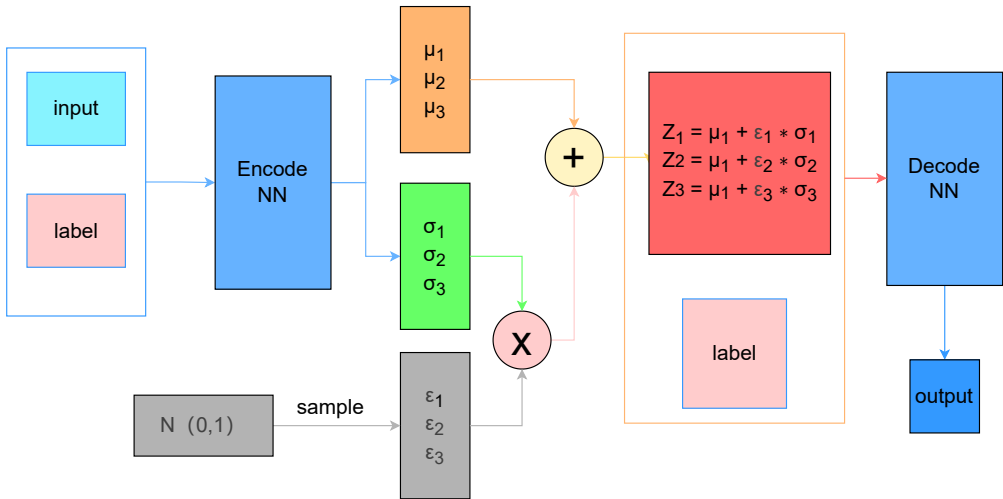 input
label
Encode
NN
μ₁
μ₂
μ₃
σ₁
σ₂
σ₃
N (0,1)
sample
ε₁
ε₂
ε₃
X
+
Z₁ = μ₁ + ε₁ * σ₁
Z₂ = μ₁ + ε₂ * σ₂
Z₃ = μ₁ + ε₃ * σ₃
label
Decode
NN
output